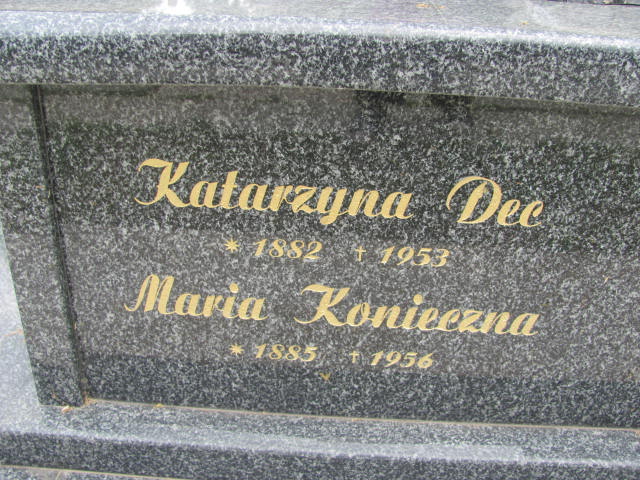 Katarzyna Dec
* 1882 † 1953
Maria Konieczna
* 1885 † 1956